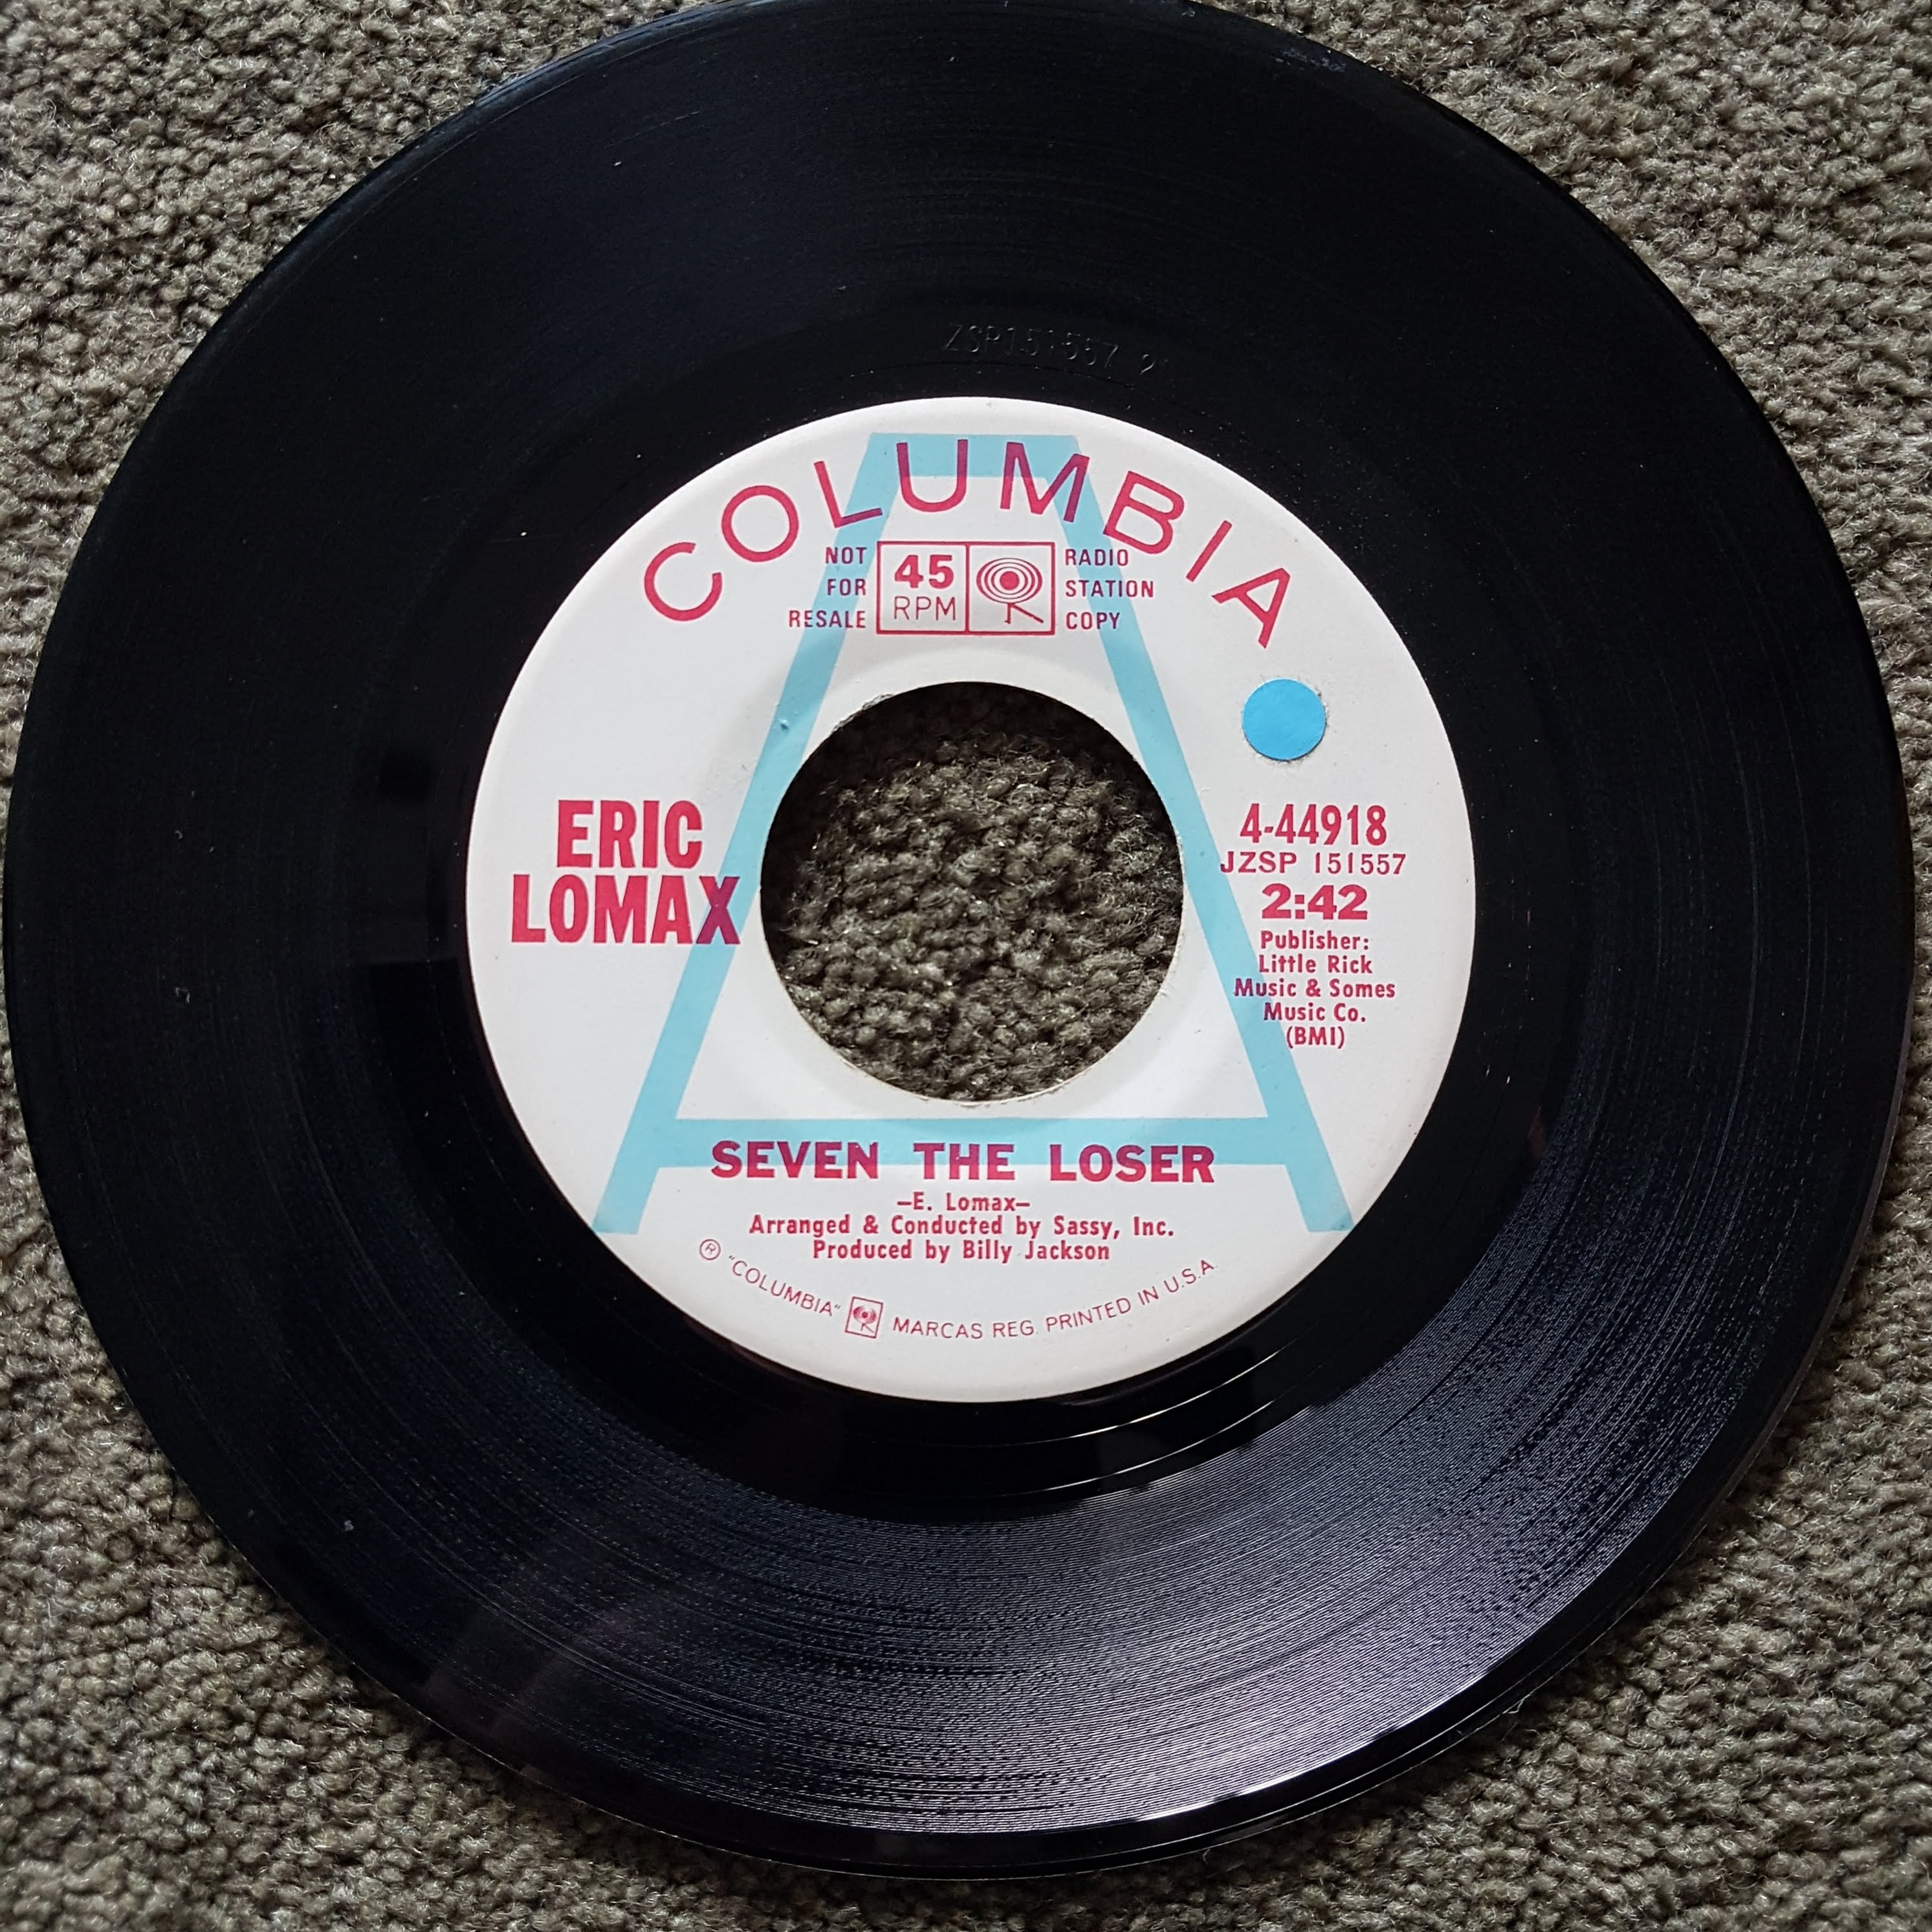 ZSP151557 2
COLUMBIA
NOT
FOR
RESALE
45
RPM
RADIO
STATION
COPY
A
ERIC
LOMAX
4-44918
JZSP 151557
2:42
Publisher:
Little Rick
Music & Somes
Music Co.
(BMI)
SEVEN THE LOSER
–E. Lomax–
Arranged & Conducted by Sassy, Inc.
Produced by Billy Jackson
® "COLUMBIA" MARCAS REG. PRINTED IN U.S.A.